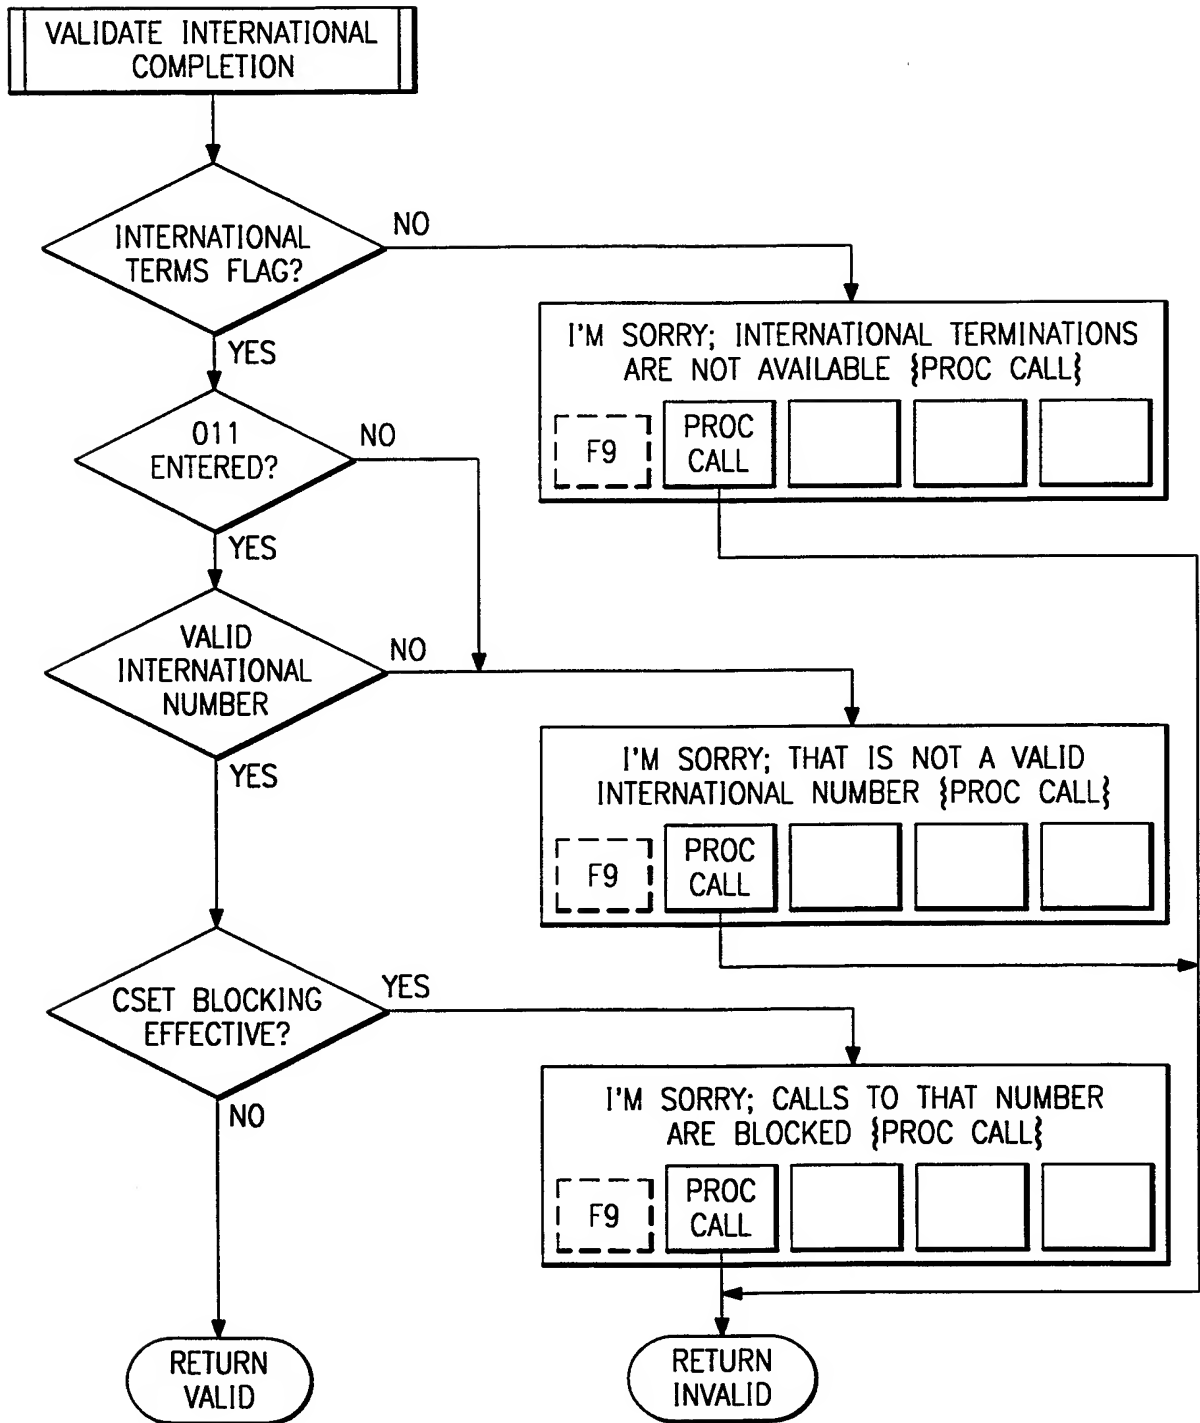 VALIDATE INTERNATIONAL
COMPLETION
INTERNATIONAL
TERMS FLAG?
NO
YES
I'M SORRY; INTERNATIONAL TERMINATIONS
ARE NOT AVAILABLE {PROC CALL}
F9
PROC
CALL
011
ENTERED?
NO
YES
VALID
INTERNATIONAL
NUMBER
NO
YES
I'M SORRY; THAT IS NOT A VALID
INTERNATIONAL NUMBER {PROC CALL}
F9
PROC
CALL
CSET BLOCKING
EFFECTIVE?
YES
NO
I'M SORRY; CALLS TO THAT NUMBER
ARE BLOCKED {PROC CALL}
F9
PROC
CALL
RETURN
VALID
RETURN
INVALID